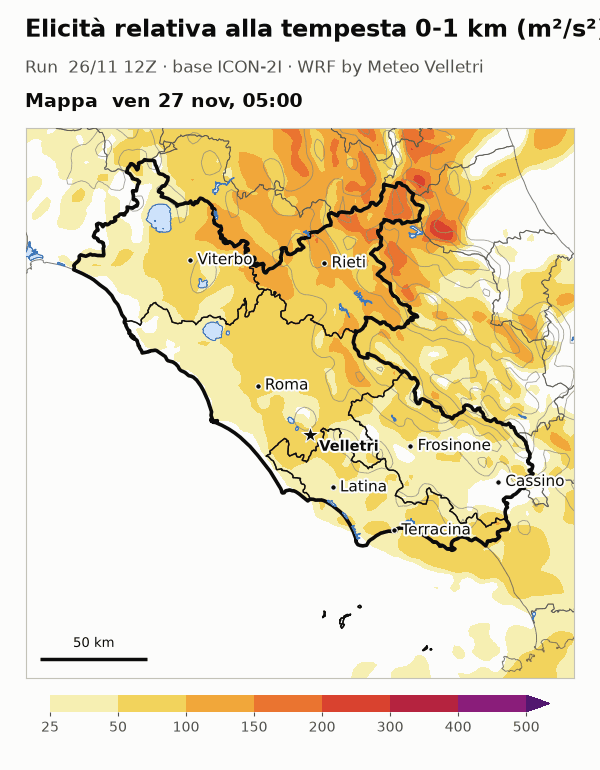 Elicità relativa alla tempesta 0-1 km (m²/s²)
Run  26/11 12Z · base ICON-2I · WRF by Meteo Velletri
Mappa  ven 27 nov, 05:00
Viterbo
Rieti
Roma
Velletri
Frosinone
Cassino
Latina
Terracina
50 km
25 50 100 150 200 300 400 500